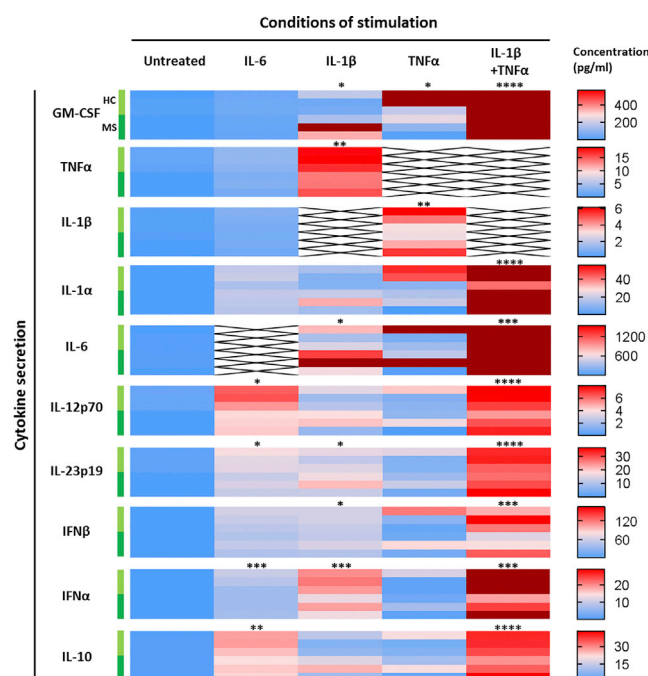 Conditions of stimulation
Untreated IL-6 IL-1β TNFα IL-1β +TNFα
Concentration (pg/ml)
Cytokine secretion
* * ****
GM-CSF HC MS 400 200
**
TNFα 15 10 5
**
IL-1β 6 4 2
****
IL-1α 40 20
* ***
IL-6 1200 600
* ****
IL-12p70 8 6 4 2
* * ****
IL-23p19 30 20 10
* ***
IFNβ 120 60
*** *** ***
IFNα 20 10
** ****
IL-10 30 15